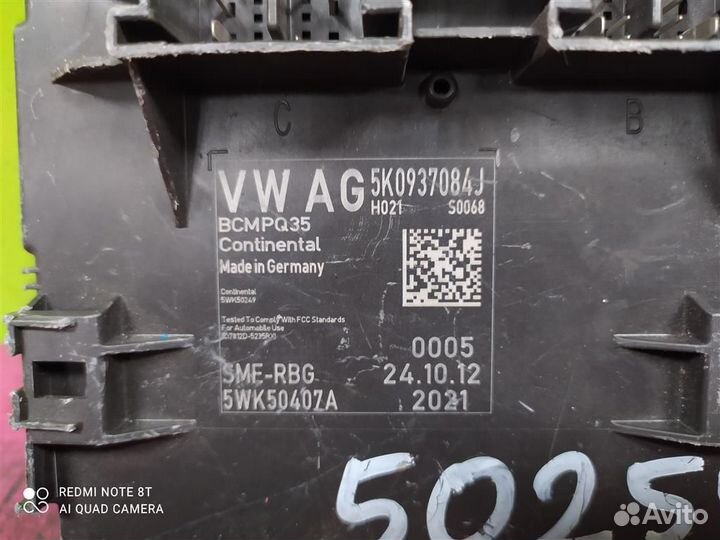 C
B
VW AG 5K0937084J
H021 S0068
BCMPQ35
Continental
Made in Germany
Continental
5WK50249
Tested To Comply With FCC Standards
For Automobile Use
0005
SME-RBG 24.10.12
5WK50407A 2021
5025
REDMI NOTE 8T
AI QUAD CAMERA
Avito